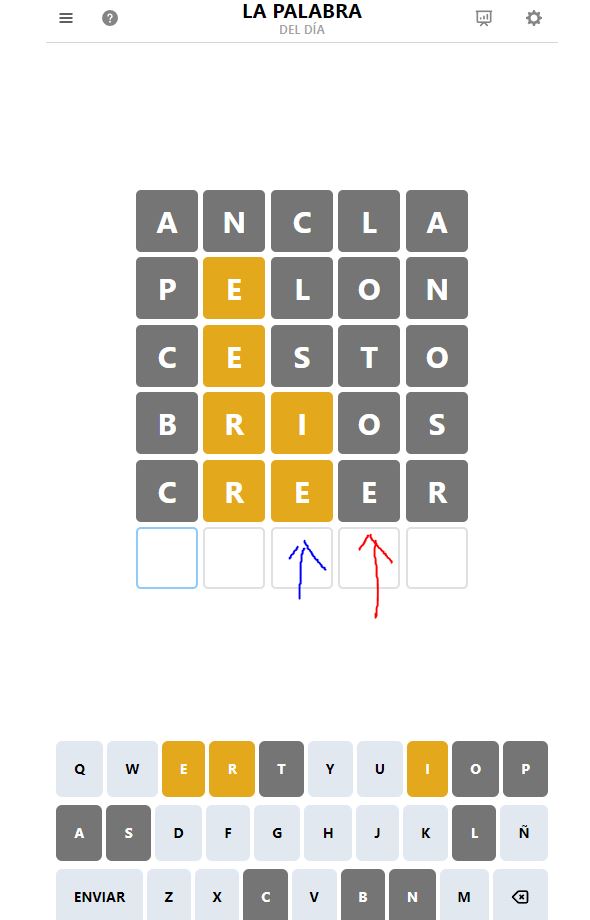 LA PALABRA
DEL DÍA
A N C L A
P E L O N
C E S T O
B R I O S
C R E E R
Q W E R T Y U I O P
A S D F G H J K L Ñ
ENVIAR Z X C V B N M